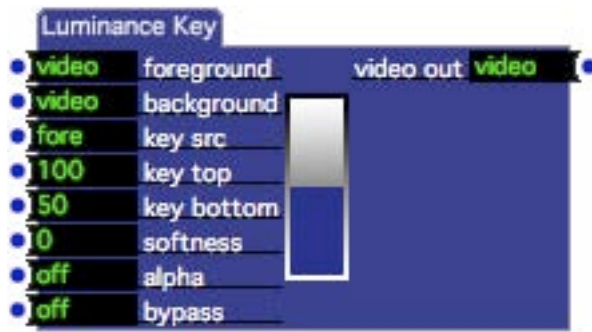 Luminance Key
video foreground video out video
video background
fore key src
100 key top
50 key bottom
0 softness
off alpha
off bypass